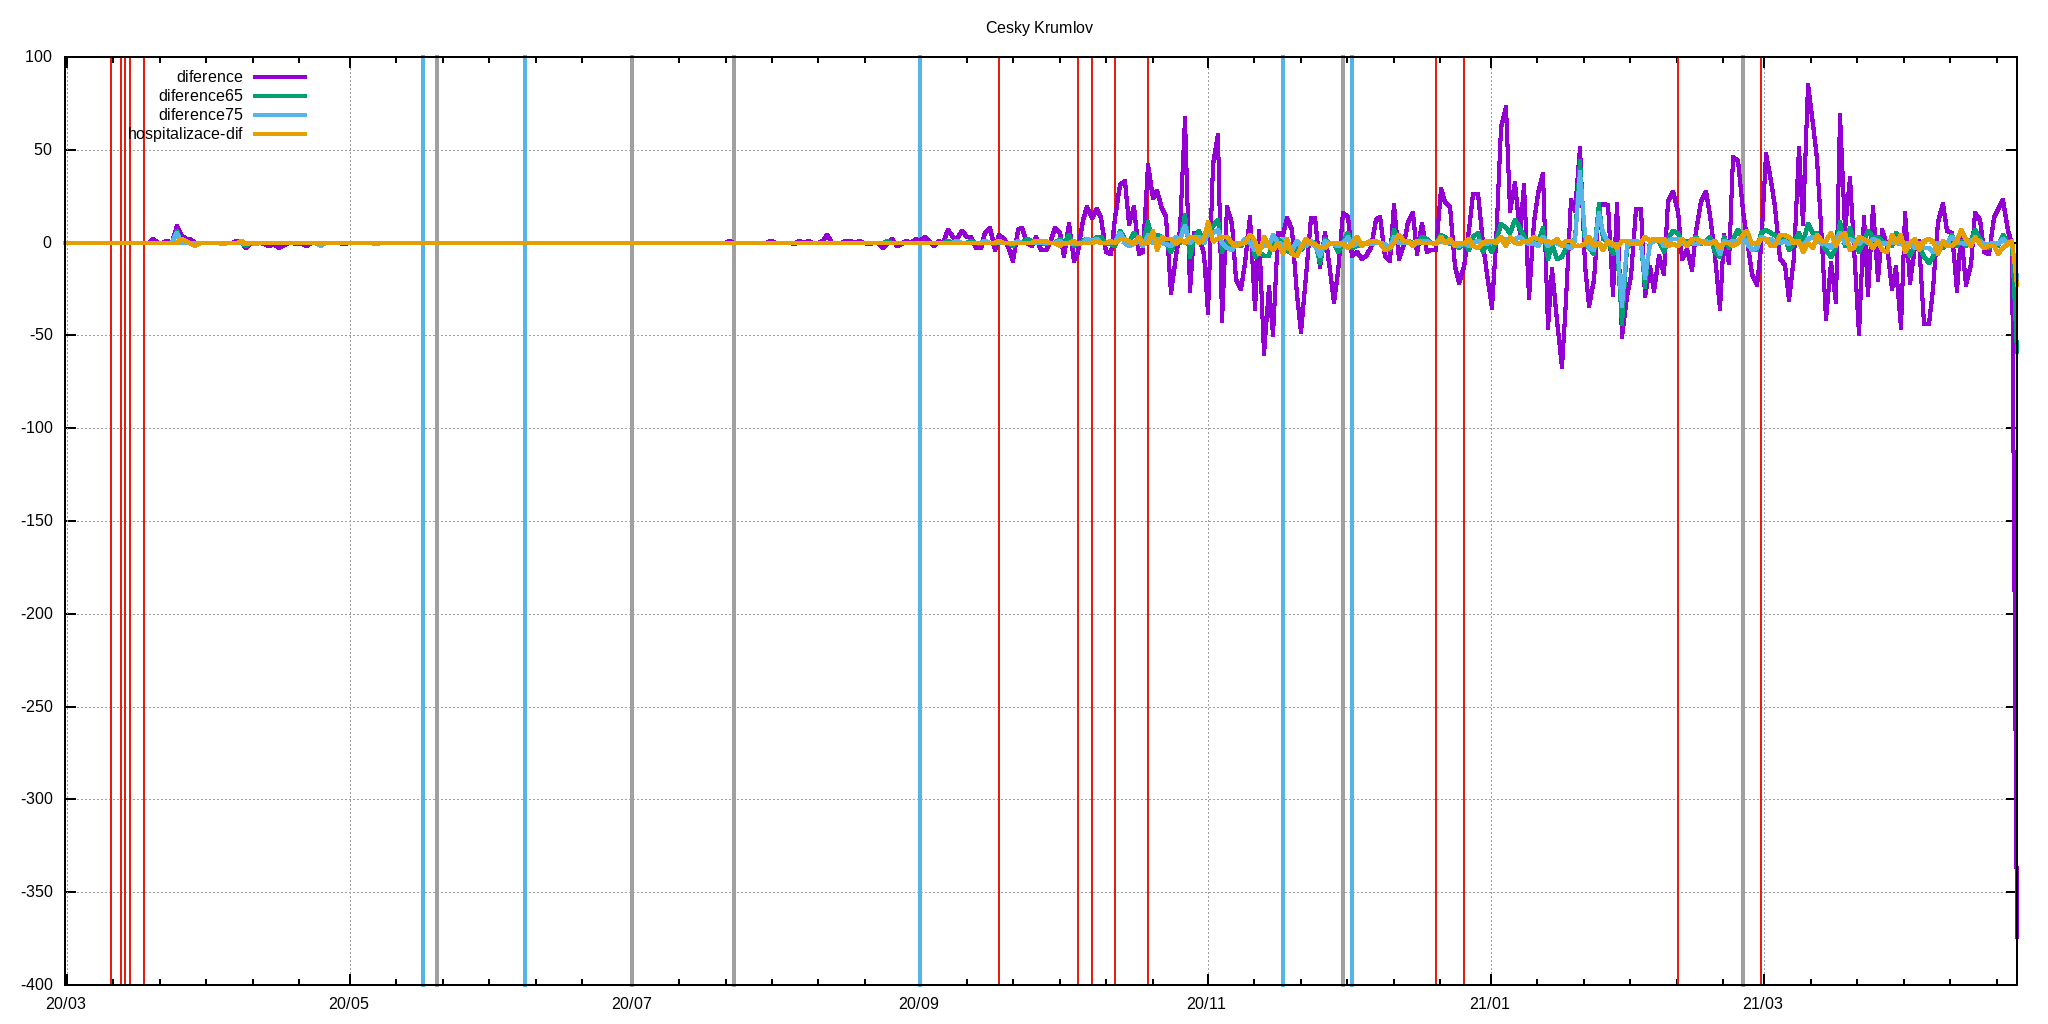 Cesky Krumlov
100
diference
diference65
diference75
hospitalizace-dif
50
0
-50
-100
-150
-200
-250
-300
-350
-400
20/03 20/05 20/07 20/09 20/11 21/01 21/03